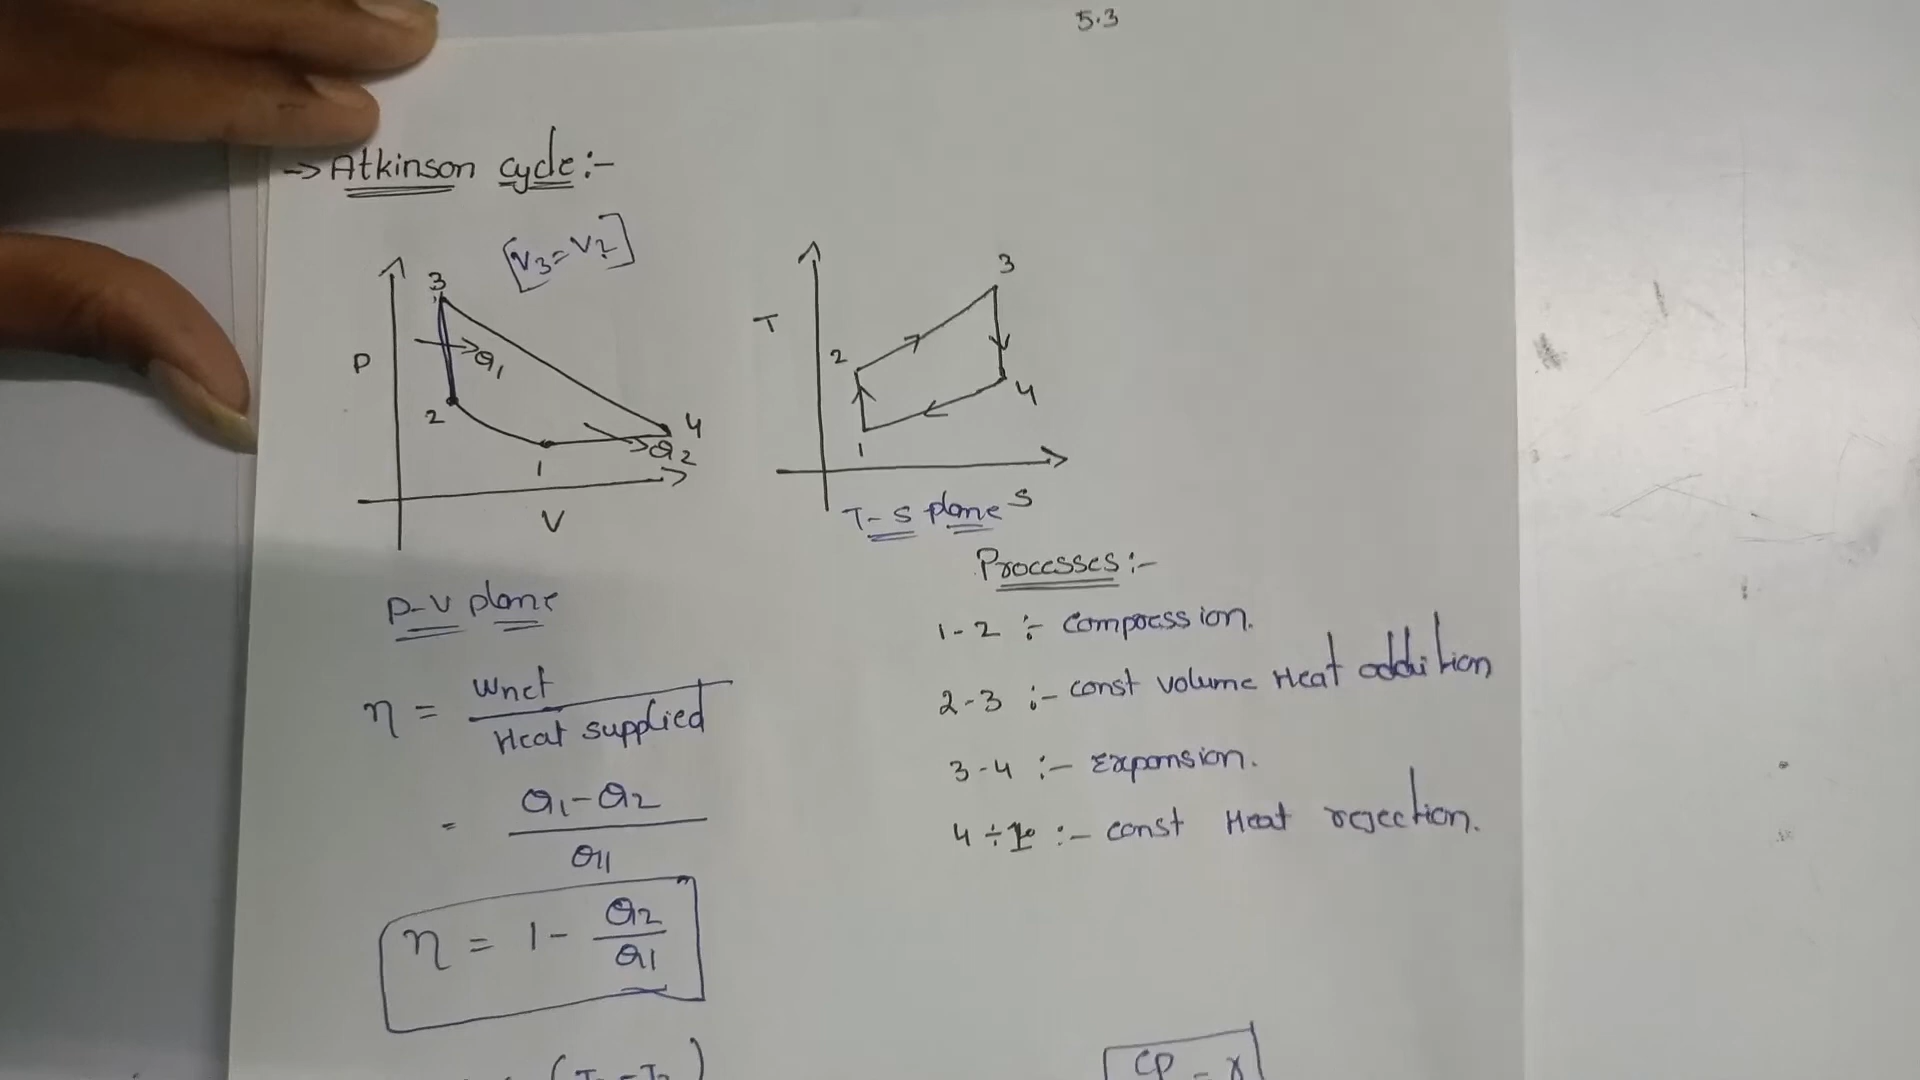 5.3
→ Atkinson cycle :-
[V3 = V2]
3
P
Q1
2
4
Q2
1
V
P-V plane
3
T
2
4
1
S
T-S plane
Processes :-
1-2 :- Compression.
2-3 :- const volume Heat addition
3-4 :- Expansion.
4 ÷ 1 :- const Heat rejection.
η = Wnet / Heat supplied
= Q1 - Q2 / Q1
η = 1 - Q2 / Q1
CP = γ